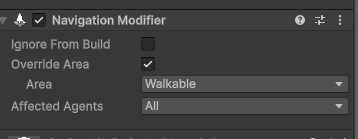 Navigation Modifier
Ignore From Build
Override Area
Area Walkable
Affected Agents All